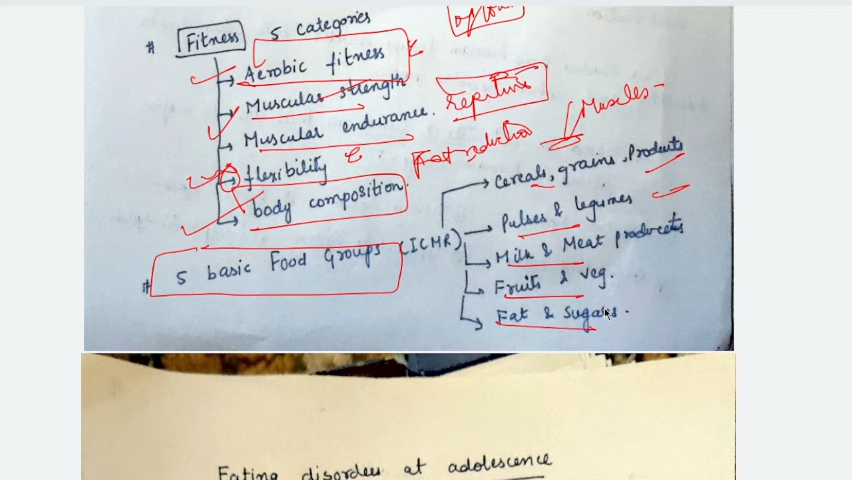 # Fitness 5 categories
Aerobic fitness
Muscular strength
Muscular endurance.
flexibility
body composition.
Fat reduction
Muscles -
# 5 basic Food Groups (ICMR)
Cereals, grains, Products
Pulses & legumes
Milk & Meat products
Fruits & veg.
Fat & Sugars.
Eating disorders at adolescence